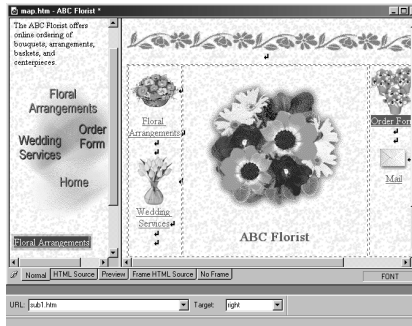 map.htm - ABC Florist *
The ABC Florist offers
online ordering of
bouquets, arrangements,
baskets, and
centerpieces.
Floral
Arrangements
Wedding
Services
Order
Form
Home
Floral Arrangements
Floral
Arrangements
Wedding
Services
ABC Florist
Order Form
Mail
Normal
HTML Source
Preview
Frame HTML Source
No Frame
FONT
URL:
sub1.htm
Target:
right